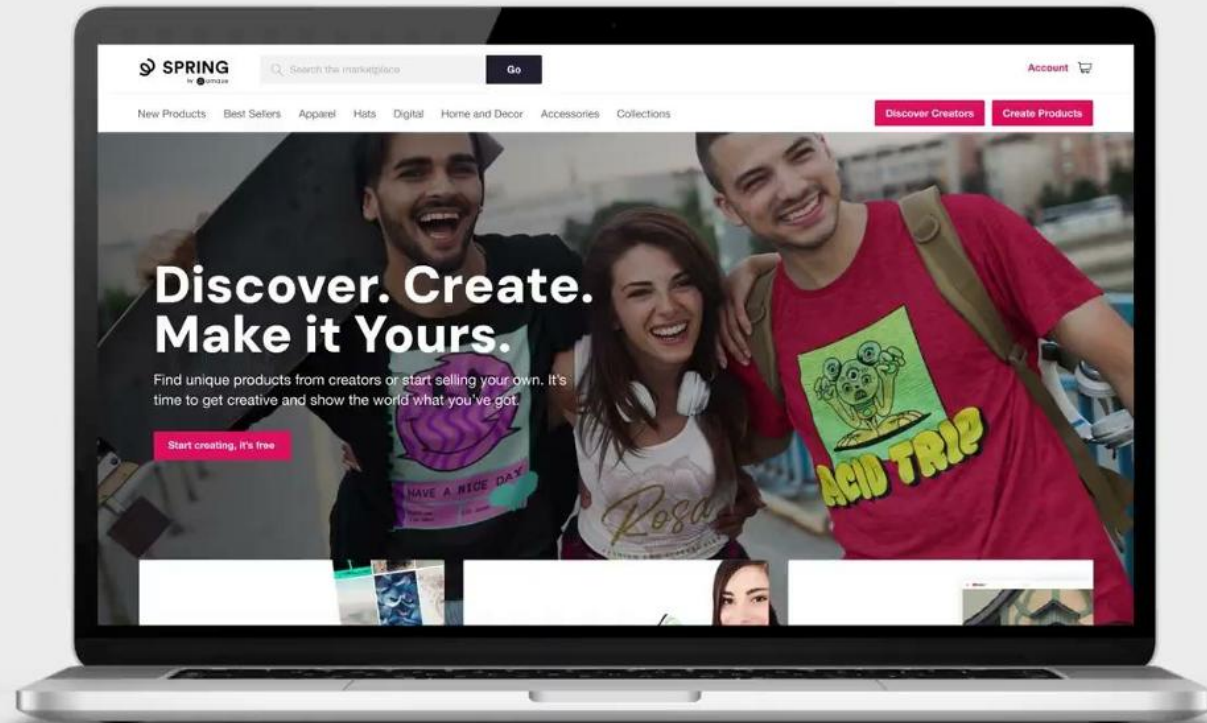 SPRING
by amaze
Search the marketplace
Go
Account
New Products Best Sellers Apparel Hats Digital Home and Decor Accessories Collections
Discover Creators Create Products
Discover. Create.
Make it Yours.
Find unique products from creators or start selling your own. It's
time to get creative and show the world what you've got.
Start creating, it's free
HAVE A NICE DAY
Rosa
ACID TRIP